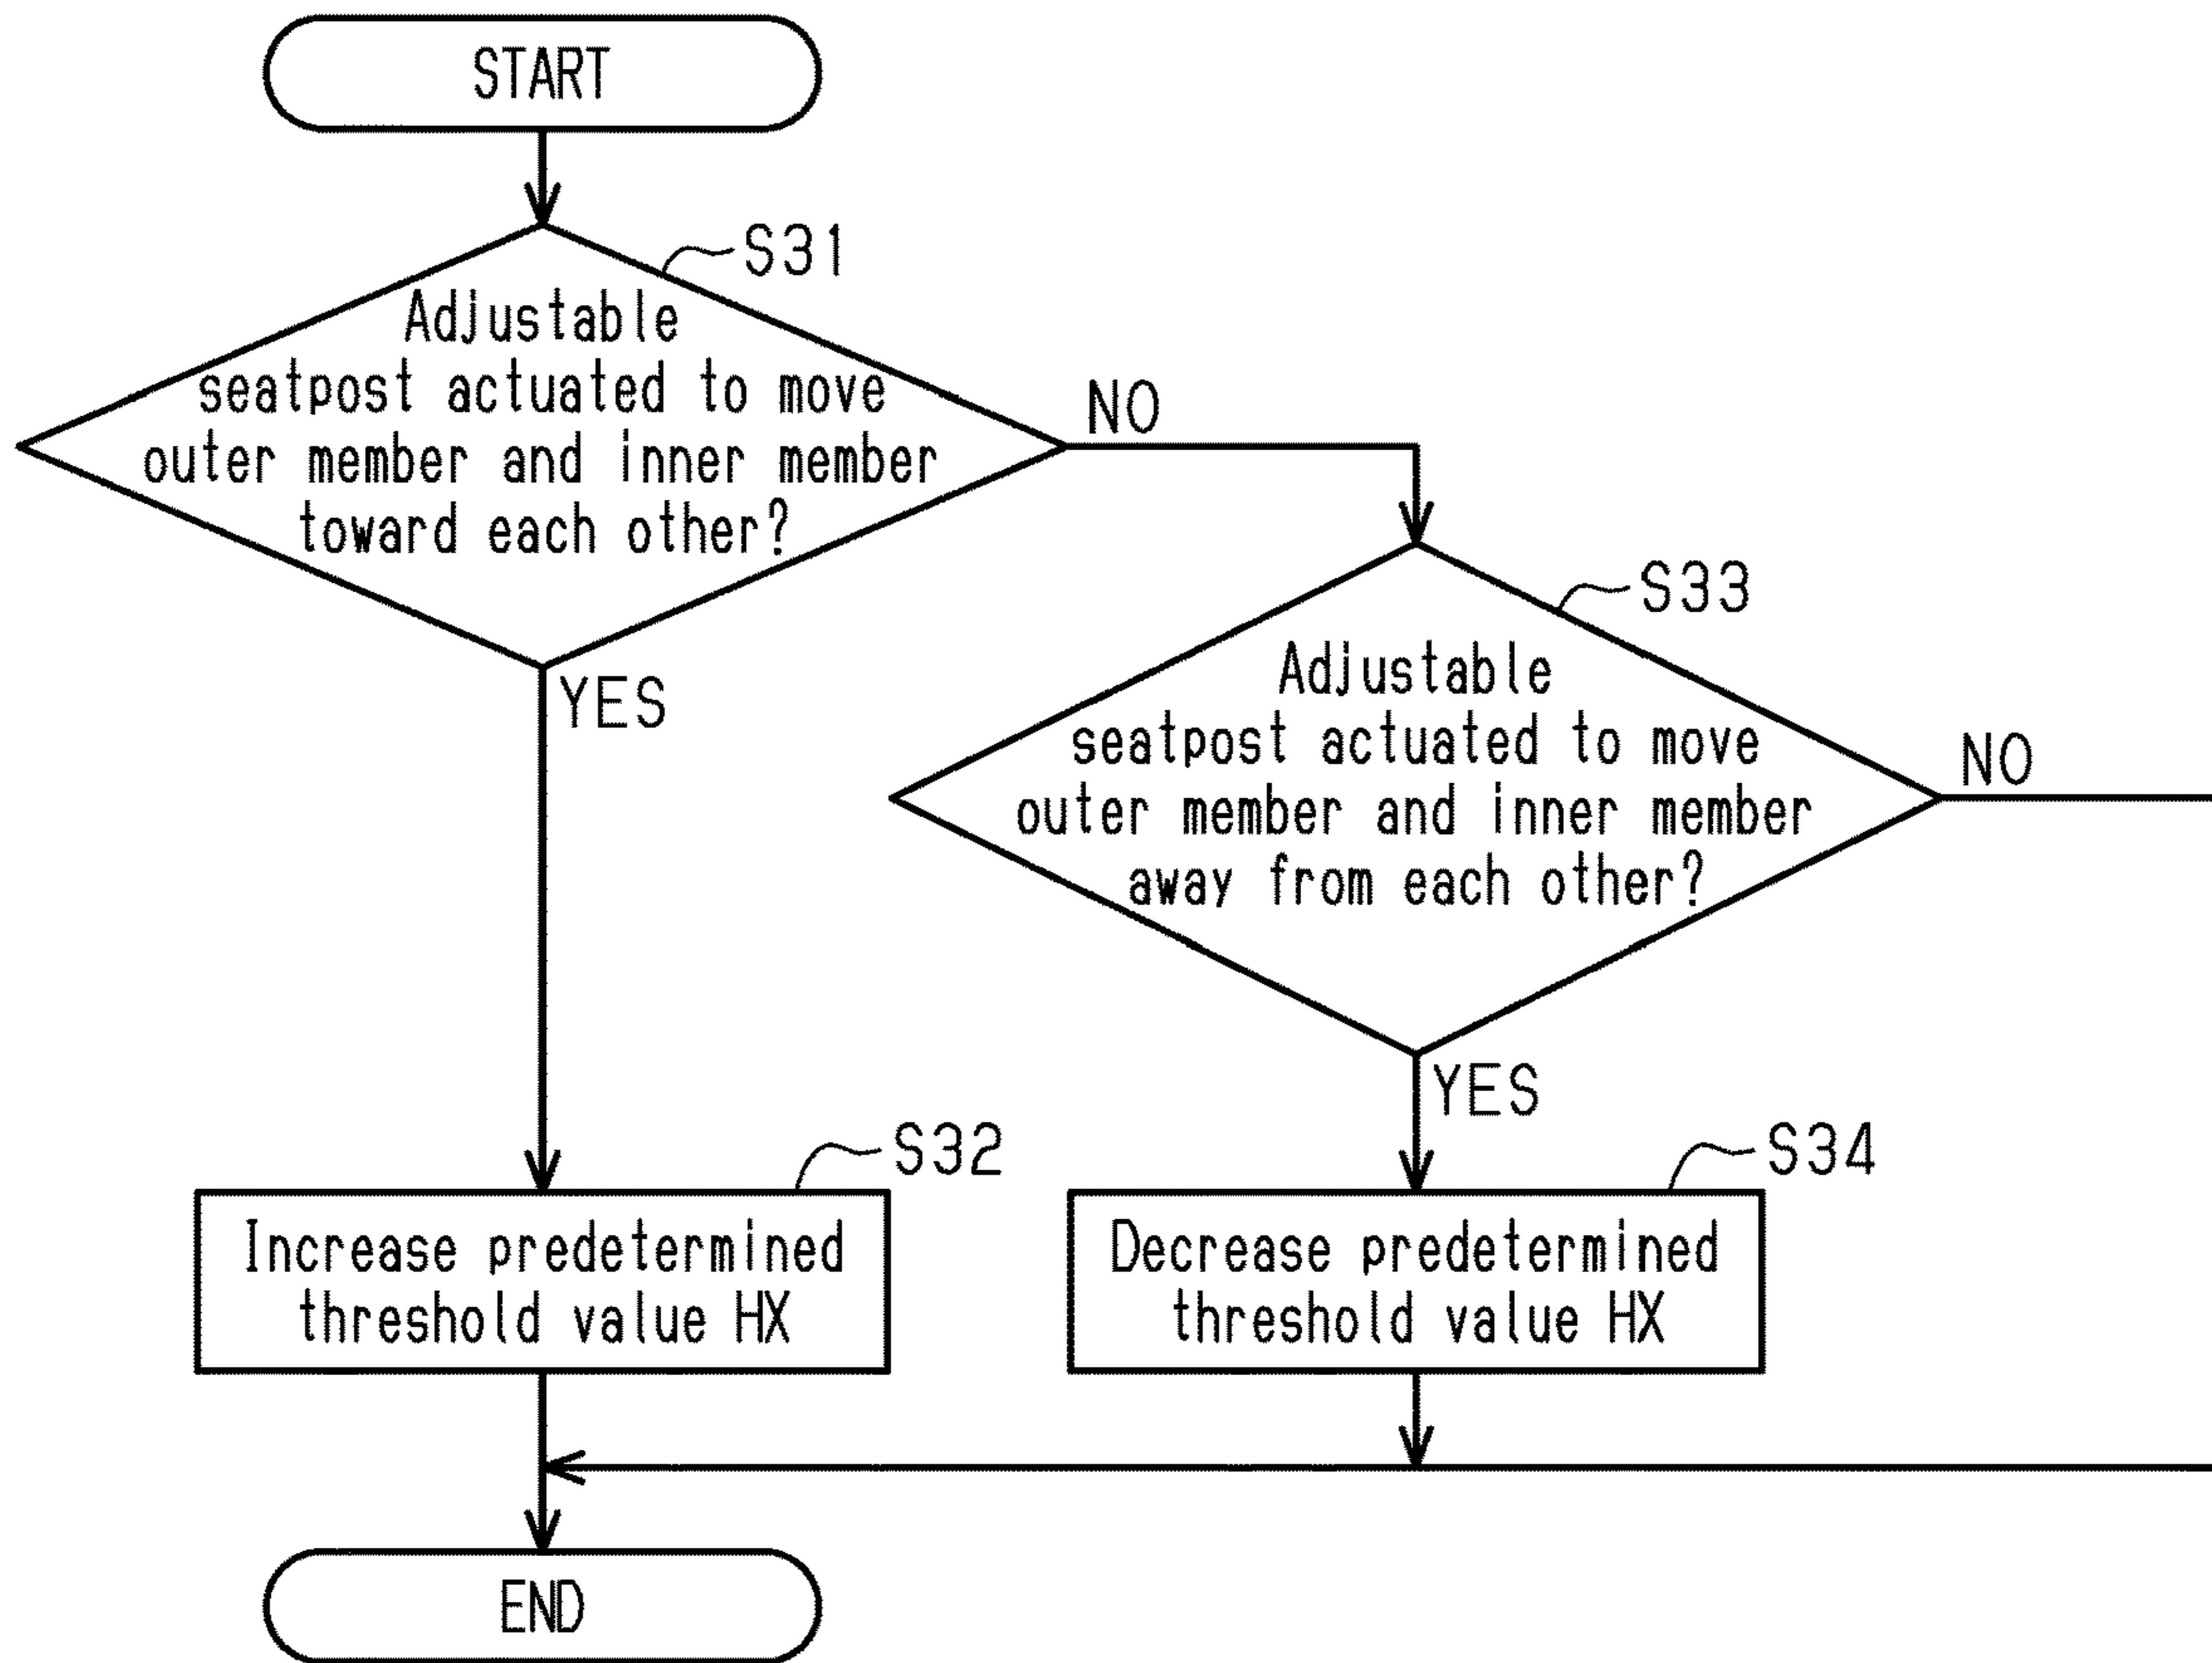 START
S31
Adjustable
seatpost actuated to move
outer member and inner member
toward each other?
NO
YES
S33
Adjustable
seatpost actuated to move
outer member and inner member
away from each other?
NO
YES
S32
Increase predetermined
threshold value HX
S34
Decrease predetermined
threshold value HX
END